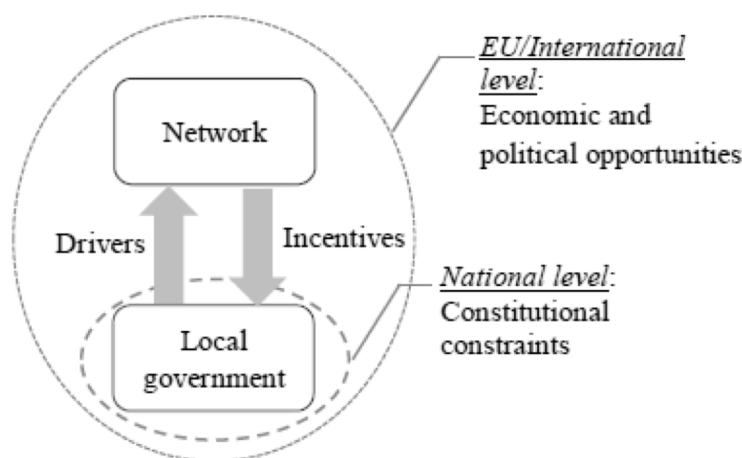 EU/International
level:
Economic and
political opportunities
Network
Drivers
Incentives
National level:
Constitutional
constraints
Local
government